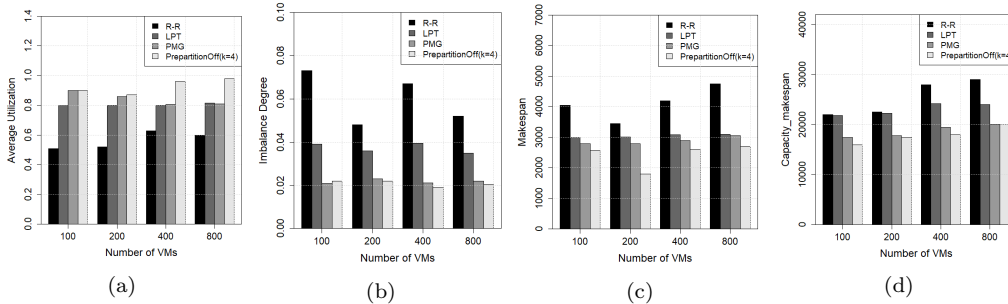 Average Utilization
0.0 0.2 0.4 0.6 0.8 1.0 1.2 1.4
R-R
LPT
PMG
PrepartitionOff(k=4)
100 200 400 800
Number of VMs
(a)
Imbalance Degree
0.00 0.02 0.04 0.06 0.08 0.10
R-R
LPT
PMG
PrepartitionOff(k=4)
100 200 400 800
Number of VMs
(b)
Makespan
0 1000 2000 3000 4000 5000 6000 7000
R-R
LPT
PMG
PrepartitionOff(k=4)
100 200 400 800
Number of VMs
(c)
Capacity_makespan
0 10000 20000 30000 40000
R-R
LPT
PMG
PrepartitionOff(k=4
100 200 400 800
Number of VMs
(d)